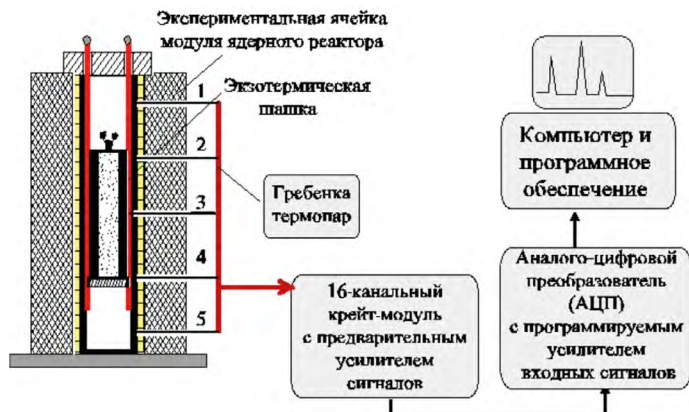 Экспериментальная ячейка
модуля ядерного реактора
1
Экзотермическая
шашка
2
3
4
5
Гребенка
термопар
16-канальный
крейт-модуль
с предварительным
усилителем
сигналов
Компьютер и
программное
обеспечение
Аналого-цифровой
преобразователь
(АЦП)
с программируемым
усилителем
входных сигналов